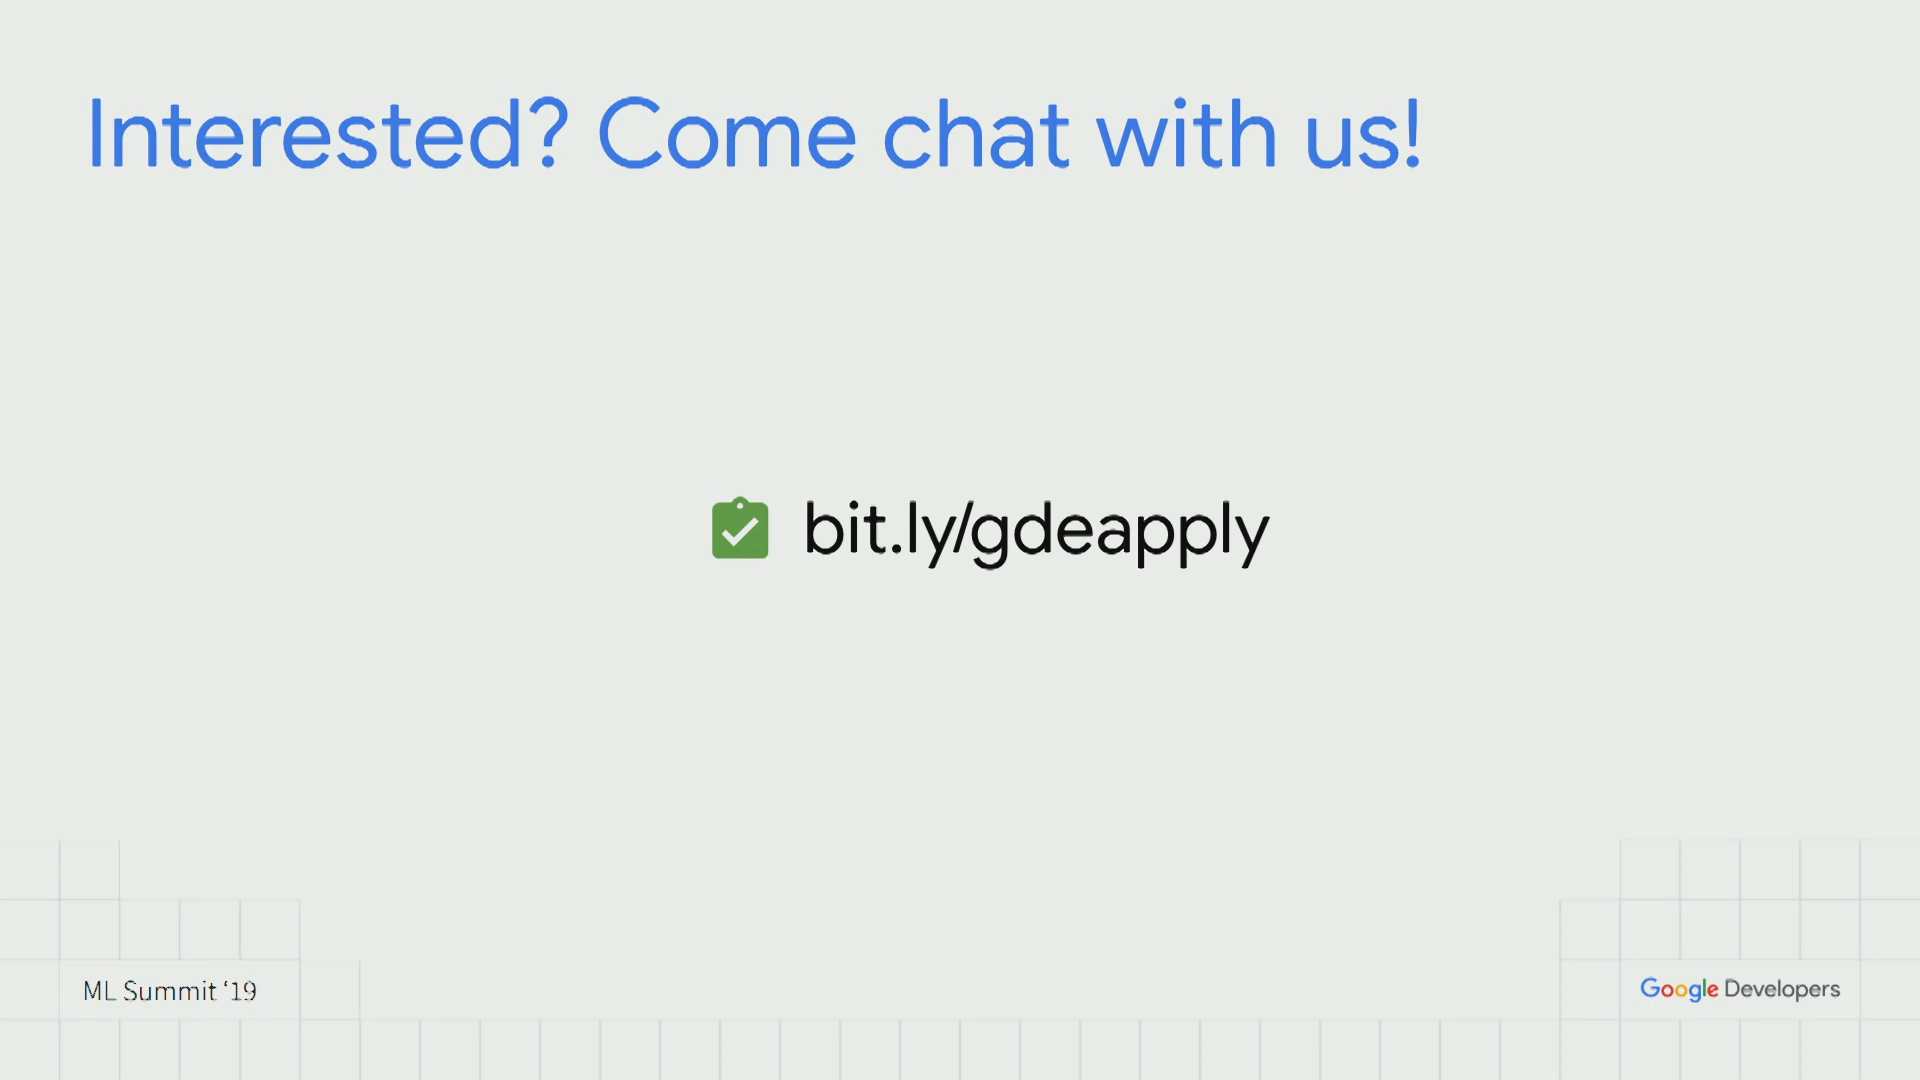 Interested? Come chat with us!
bit.ly/gdeapply
ML Summit ‘19
Google Developers